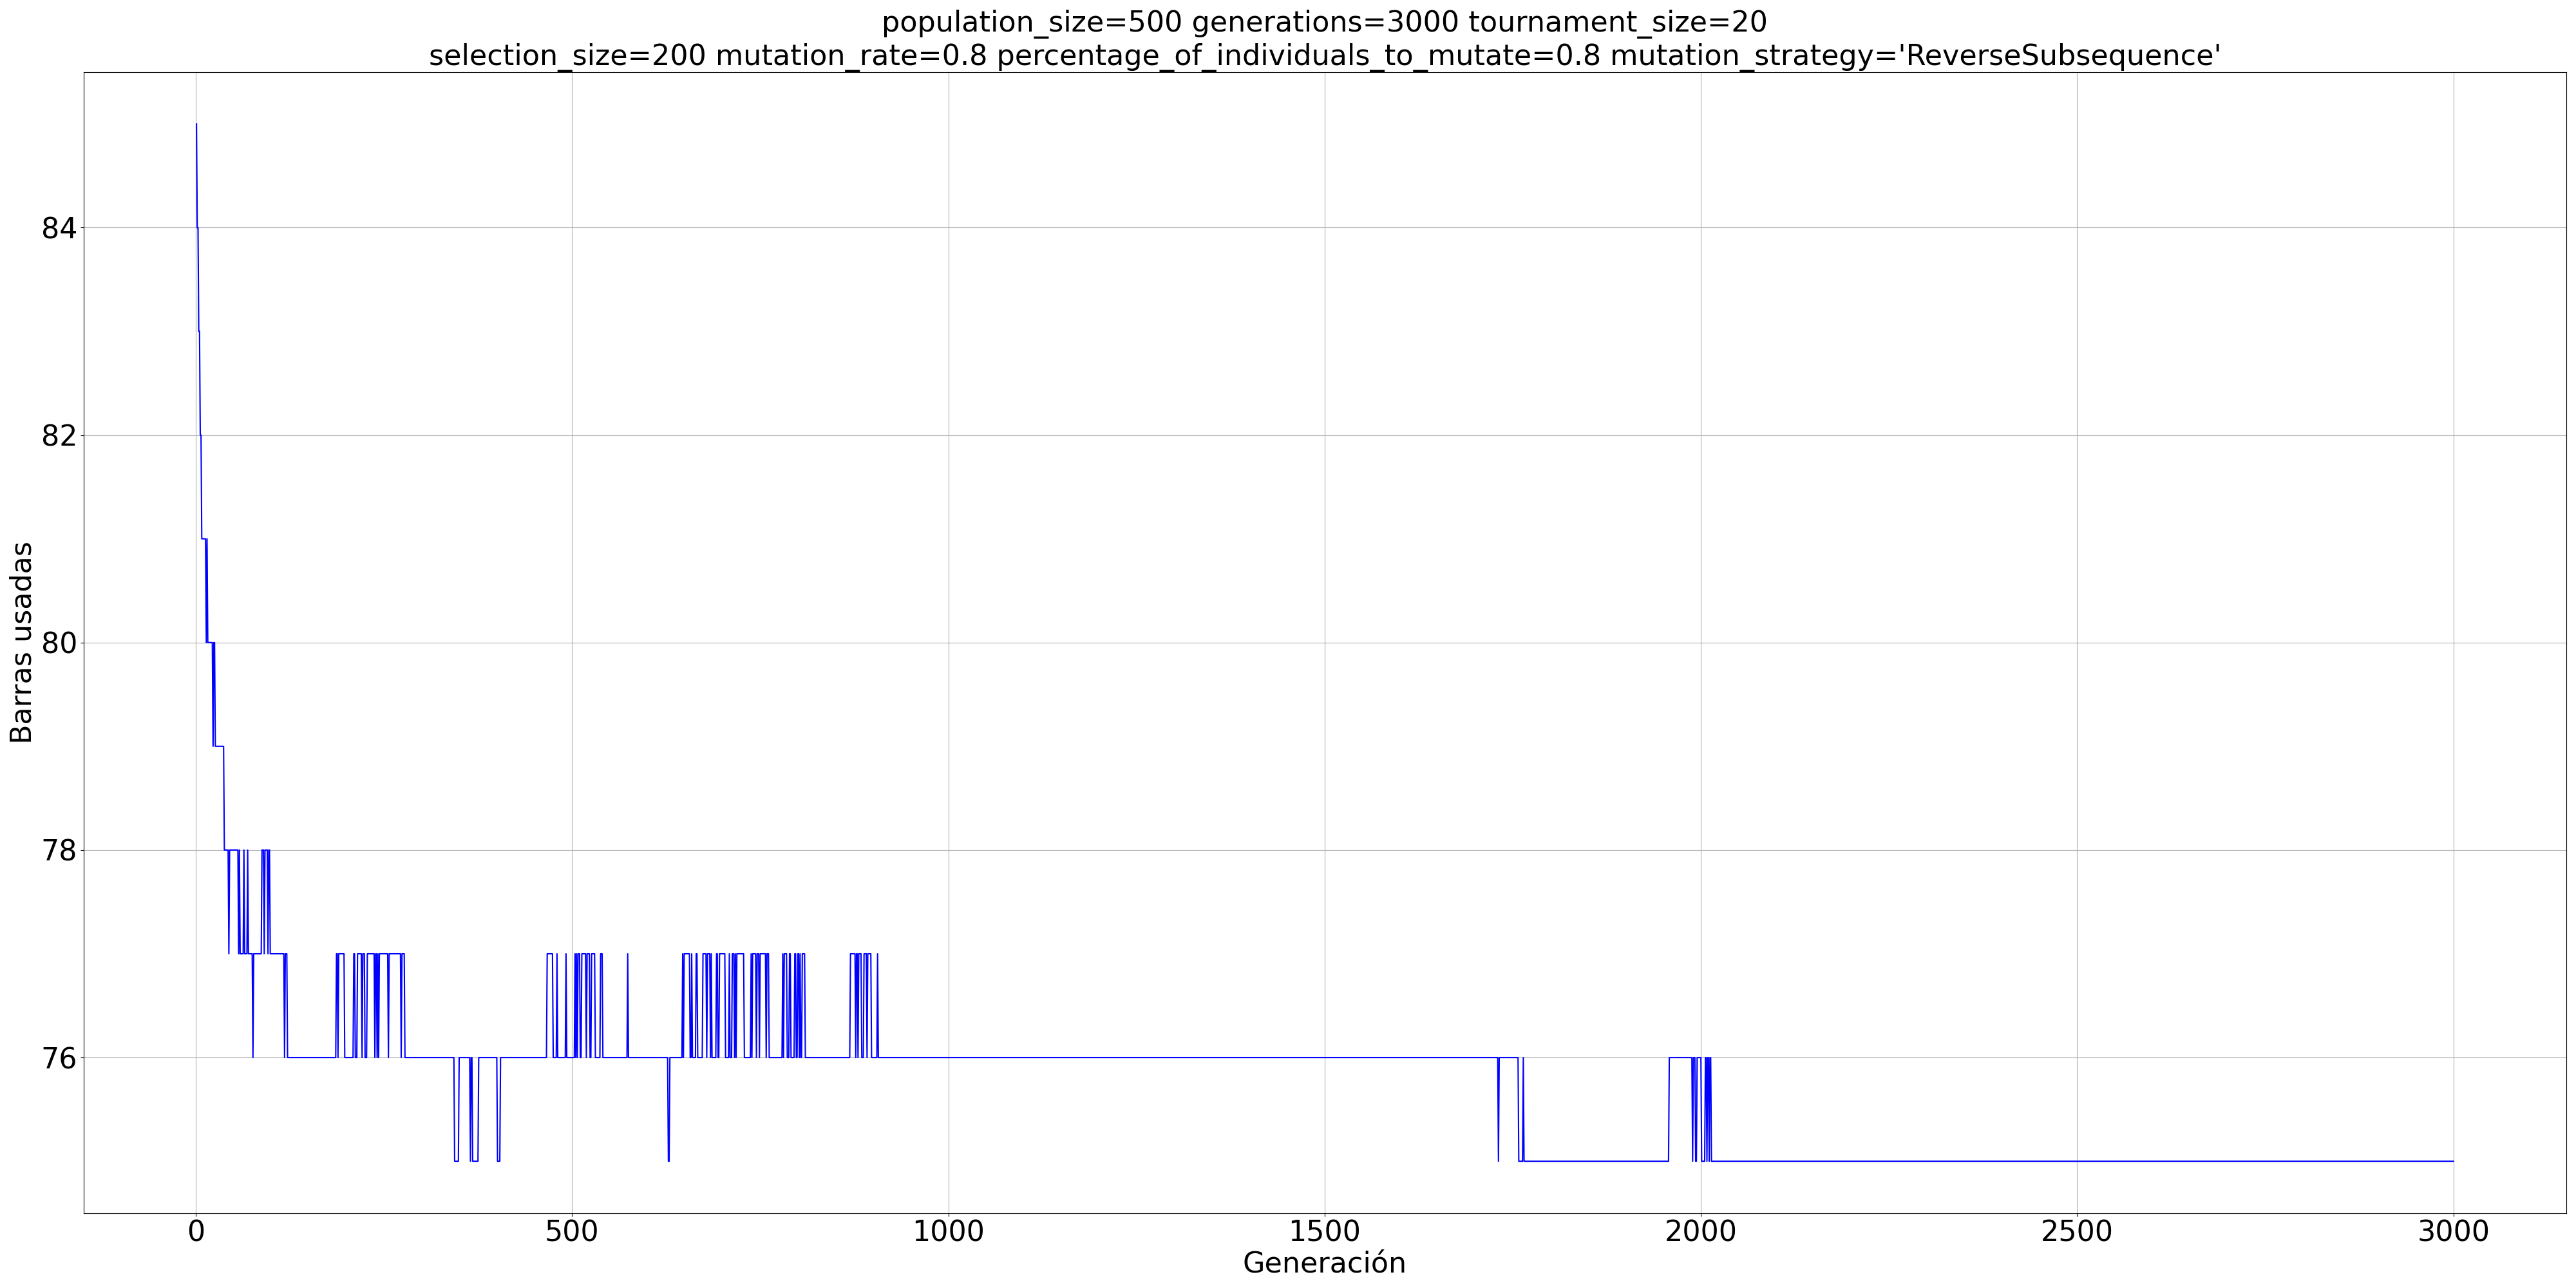 population_size=500 generations=3000 tournament_size=20
selection_size=200 mutation_rate=0.8 percentage_of_individuals_to_mutate=0.8 mutation_strategy='ReverseSubsequence'
84
82
80
78
76
Barras usadas
0 500 1000 1500 2000 2500 3000
Generación